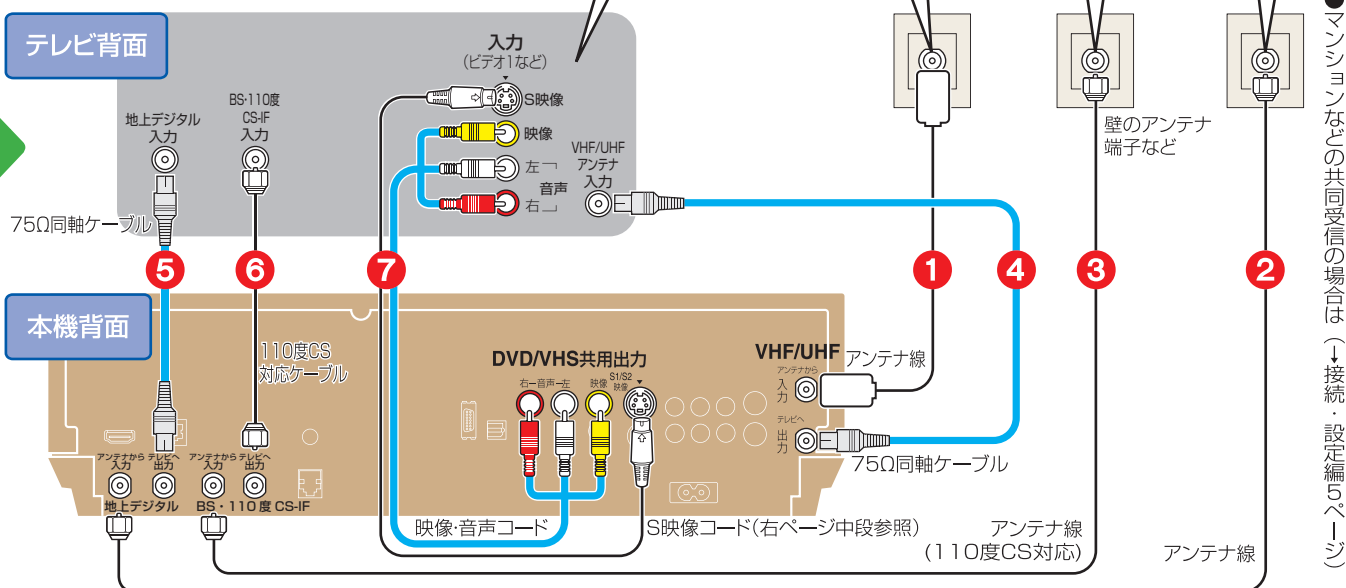 テレビ背面
入力
(ビデオ1など)
S映像
映像
左
音声
右
地上デジタル
入力
BS・110度
CS-IF
入力
VHF/UHF
アンテナ
入力
75Ω同軸ケーブル
壁のアンテナ
端子など
●マンションなどの共同受信の場合は(→接続・設定編5ページ)
5
6
7
1
4
3
2
本機背面
110度CS
対応ケーブル
DVD/VHS共用出力
右ー音声ー左
映像
S1/S2
映像
VHF/UHF
アンテナから
入力
テレビへ
出力
アンテナ線
75Ω同軸ケーブル
アンテナから
入力
テレビへ
出力
アンテナから
入力
テレビへ
出力
地上デジタル
BS・110度CS-IF
映像・音声コード
S映像コード(右ページ中段参照)
アンテナ線
(110度CS対応)
アンテナ線